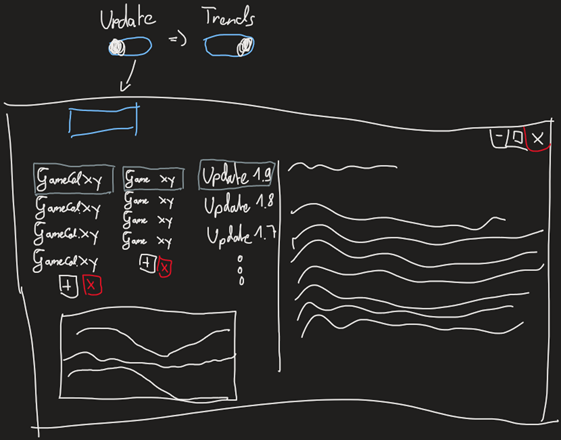 Update => Trends
- □ X
GameCol. xy Game xy Update 1.9
GameCol. xy Game xy Update 1.8
GameCol. xy Game xy Update 1.7
GameCol. xy Game xy
+ X + X